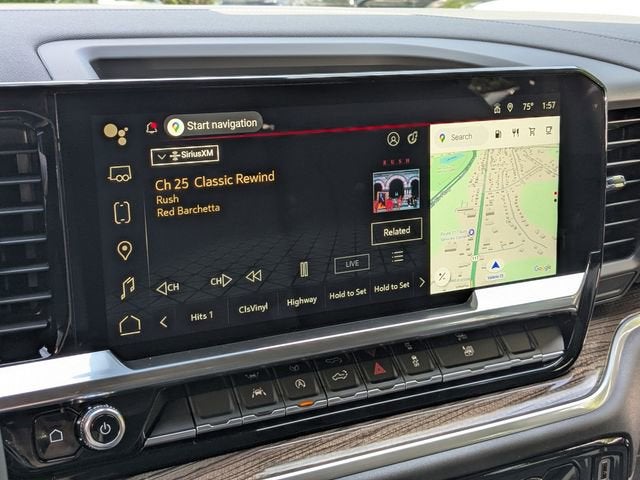 Start navigation
75° 1:57
SiriusXM
Search
RUSH
Ch 25 Classic Rewind
Rush
Red Barchetta
Related
CH
CH
LIVE
Hits 1
ClsVinyl
Highway
Hold to Set
Hold to Set
Google